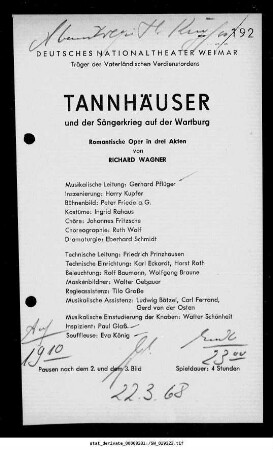 192
DEUTSCHES NATIONALTHEATER WEIMAR
Träger des Vaterländischen Verdienstordens
TANNHÄUSER
und der Sängerkrieg auf der Wartburg
Romantische Oper in drei Akten
von
RICHARD WAGNER
Musikalische Leitung: Gerhard Pflüger
Inszenierung: Harry Kupfer
Bühnenbild: Peter Friede a. G.
Kostüme: Ingrid Rahaus
Chöre: Johannes Fritzsche
Choreographie: Ruth Wolf
Dramaturgie: Eberhard Schmidt
Technische Leitung: Friedrich Prinzhausen
Technische Einrichtung: Karl Eckardt, Horst Rath
Beleuchtung: Rolf Baumann, Wolfgang Braune
Maskenbildner: Walter Gebauer
Regieassistenz: Tilo Große
Musikalische Assistenz: Ludwig Bätzel, Carl Ferrand,
Gerd von der Osten
Musikalische Einstudierung der Knaben: Walter Schönheit
Inspizient: Paul Glaß
Souffleuse: Eva König
1910
Ende
23 00
Pausen nach dem 2. und dem 3. Bild
Spieldauer: 4 Stunden
22.3.68